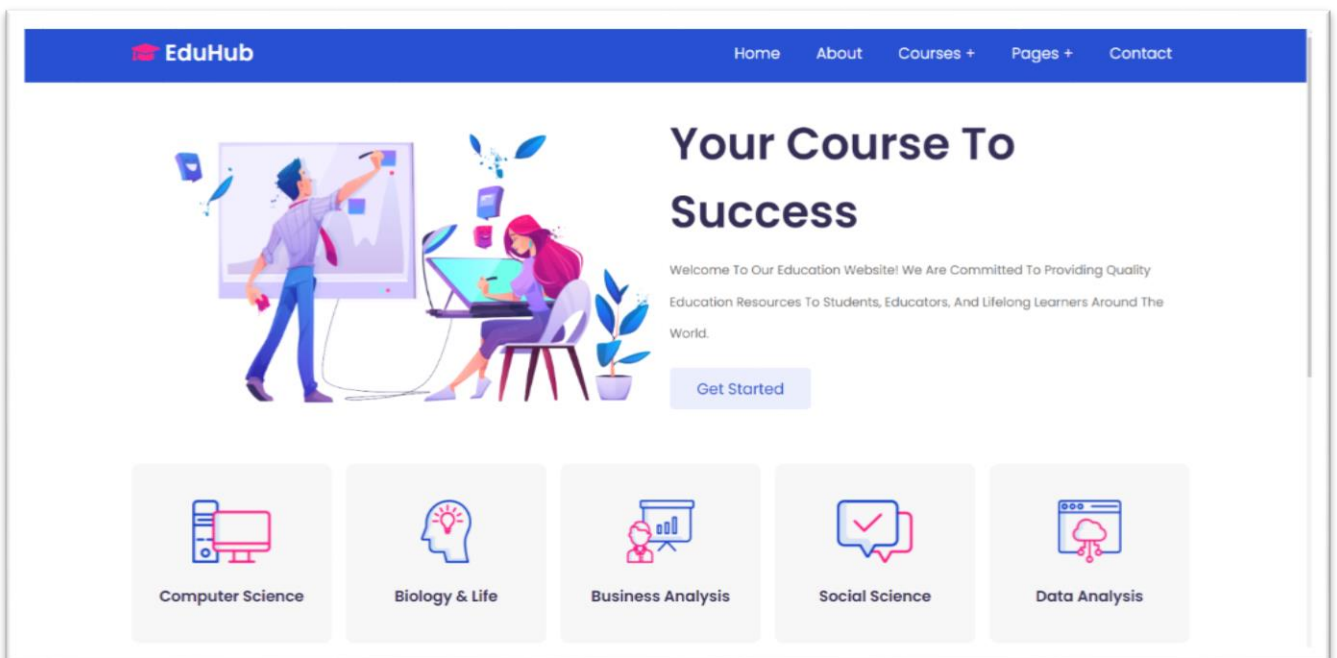 EduHub
Home About Courses + Pages + Contact
Your Course To
Success
Welcome To Our Education Website! We Are Committed To Providing Quality
Education Resources To Students, Educators, And Lifelong Learners Around The
World.
Get Started
Computer Science
Biology & Life
Business Analysis
Social Science
Data Analysis